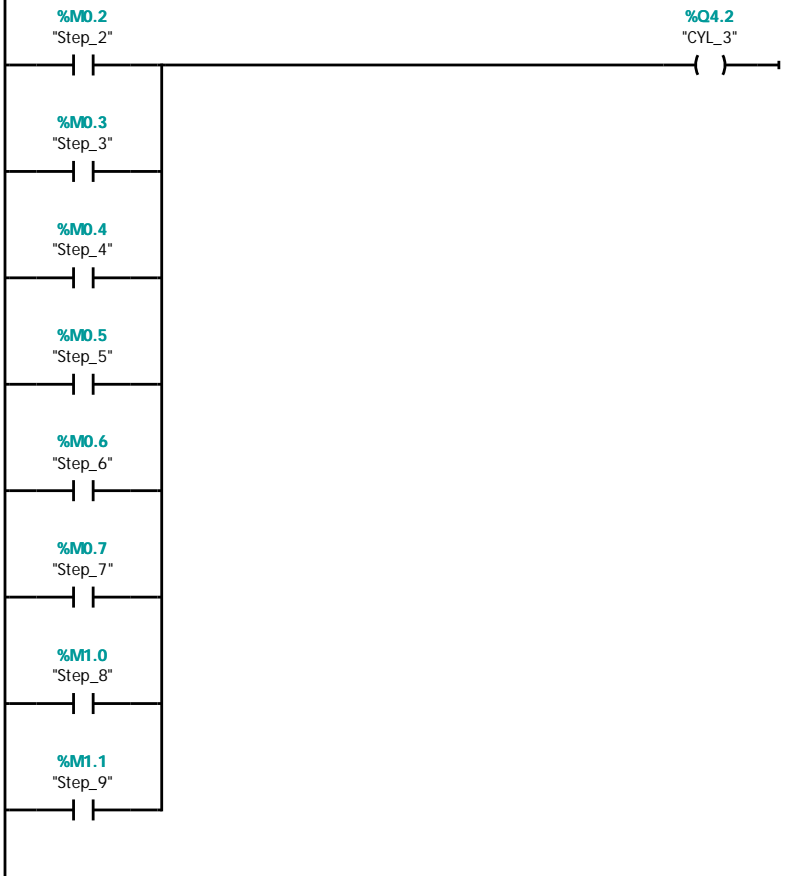 %M0.2
"Step_2"
%Q4.2
"CYL_3"
%M0.3
"Step_3"
%M0.4
"Step_4"
%M0.5
"Step_5"
%M0.6
"Step_6"
%M0.7
"Step_7"
%M1.0
"Step_8"
%M1.1
"Step_9"